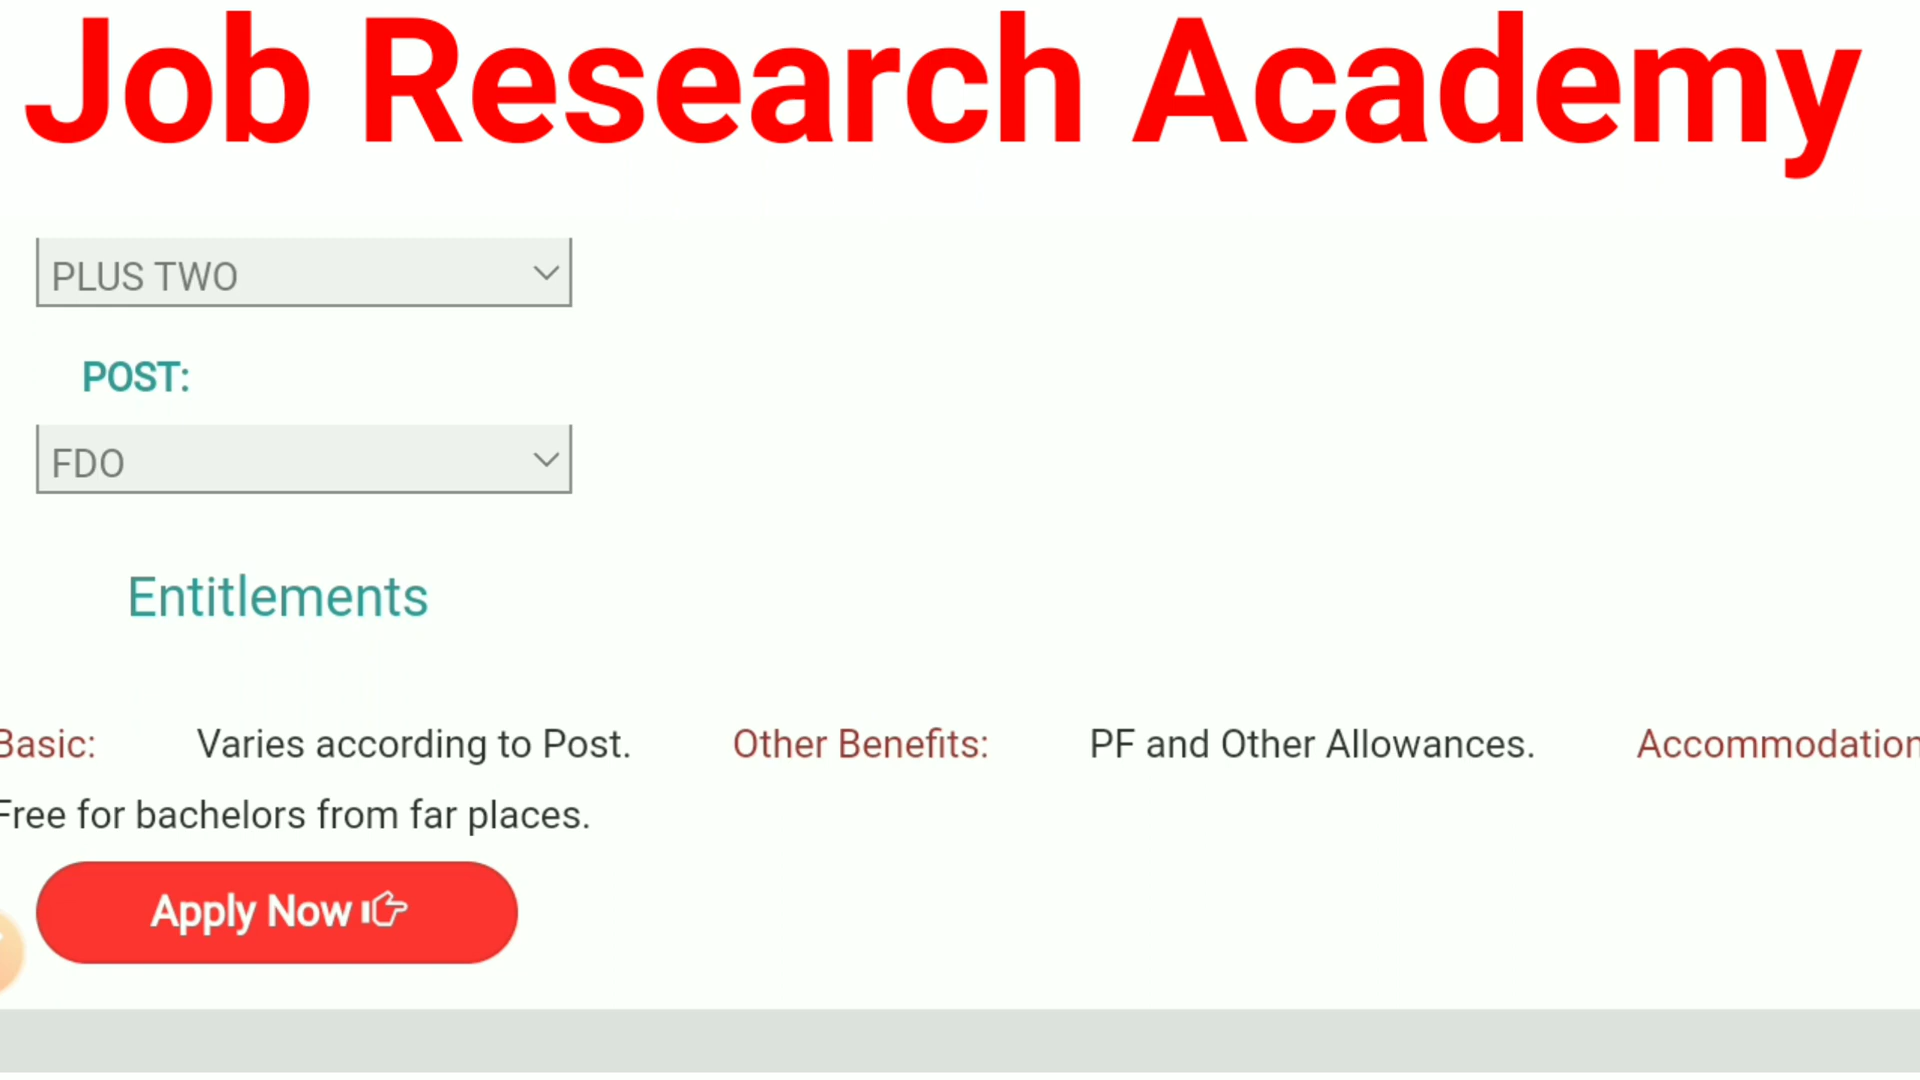 Job Research Academy
PLUS TWO
POST:
FDO
Entitlements
Basic: Varies according to Post. Other Benefits: PF and Other Allowances. Accommodation
Free for bachelors from far places.
Apply Now